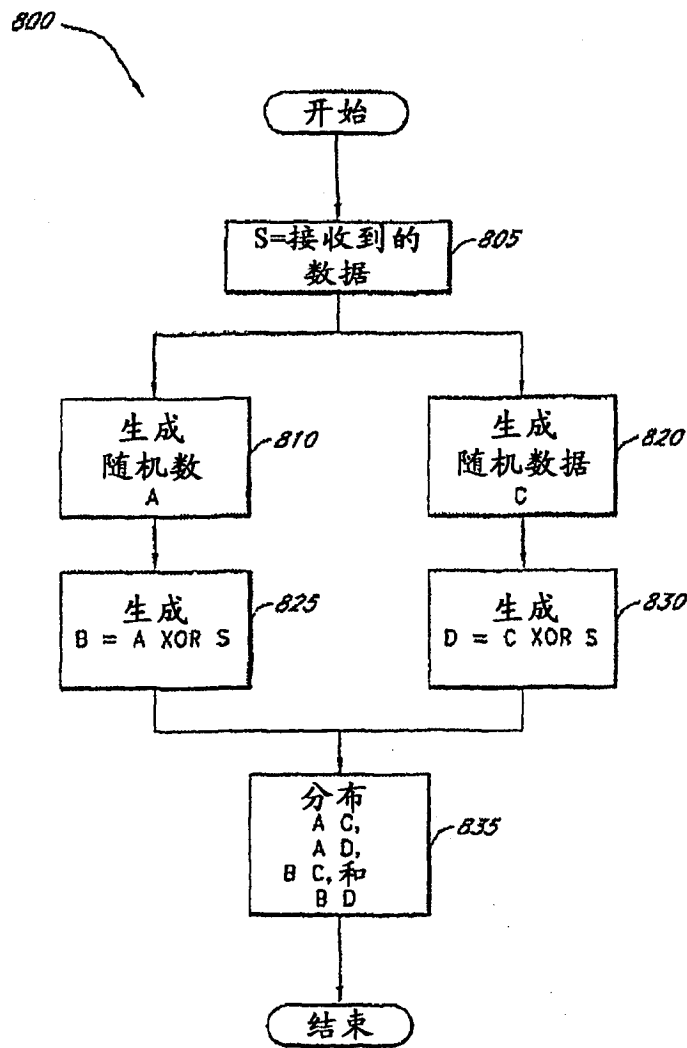 800
开始
S=接收到的
数据
805
生成
随机数
A
810
生成
随机数据
C
820
生成
B = A XOR S
825
生成
D = C XOR S
830
分布
A C,
A D,
B C,和
B D
835
结束